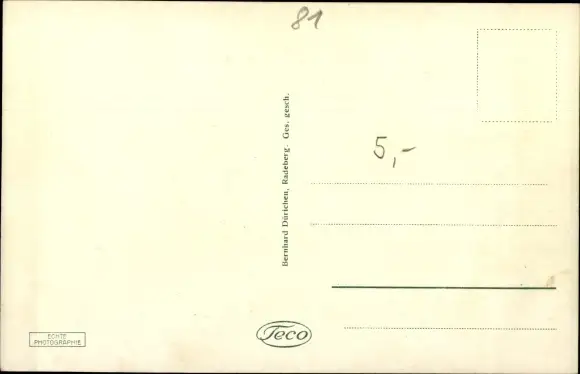 81
5,-
Bernhard Dürichen, Radeberg. Ges. gesch.
ECHTE
PHOTOGRAPHIE
Teco